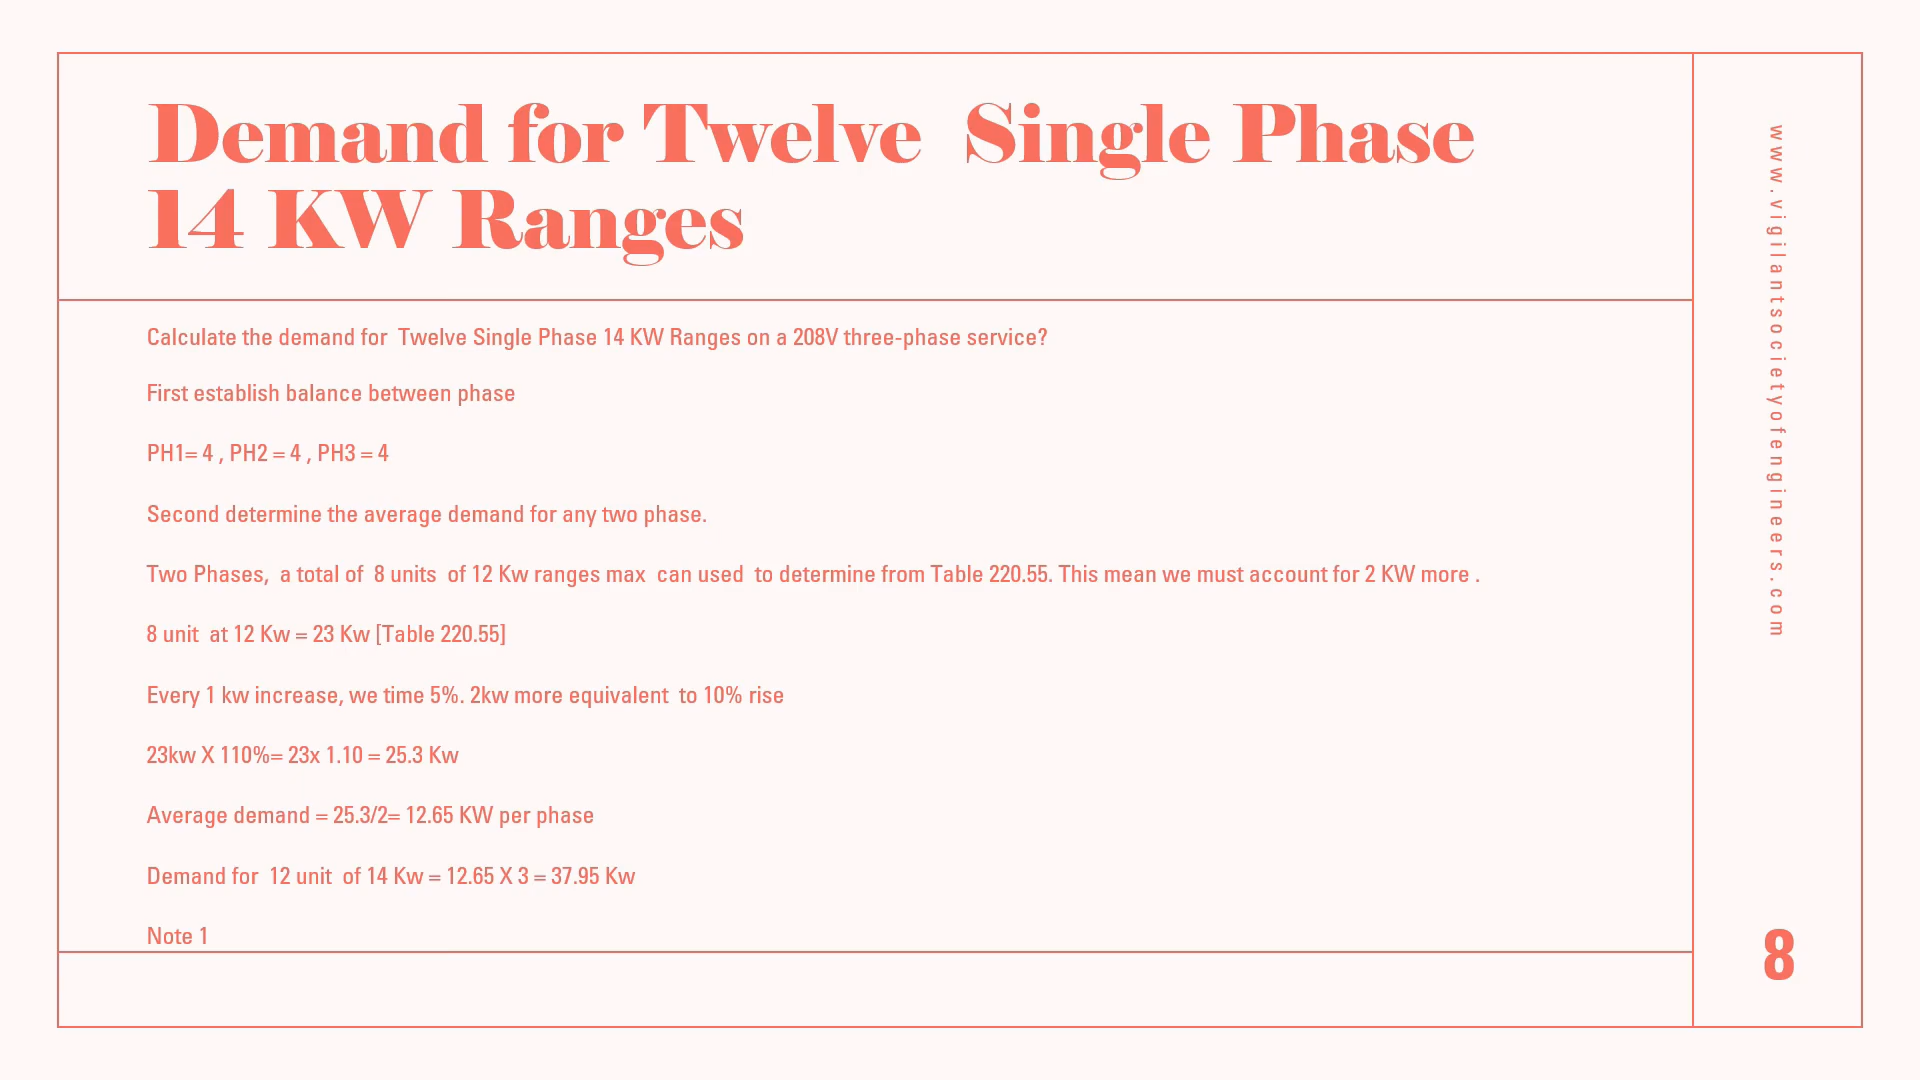 Demand for Twelve  Single Phase
14 KW Ranges
Calculate the demand for  Twelve Single Phase 14 KW Ranges on a 208V three-phase service?
First establish balance between phase
PH1= 4 , PH2 = 4 , PH3 = 4
Second determine the average demand for any two phase.
Two Phases,  a total of  8 units  of 12 Kw ranges max  can used  to determine from Table 220.55. This mean we must account for 2 KW more .
8 unit  at 12 Kw = 23 Kw [Table 220.55]
Every 1 kw increase, we time 5%. 2kw more equivalent  to 10% rise
23kw X 110%= 23x 1.10 = 25.3 Kw
Average demand = 25.3/2= 12.65 KW per phase
Demand for  12 unit  of 14 Kw = 12.65 X 3 = 37.95 Kw
Note 1
www.vigilantsocietyofengineers.com
8